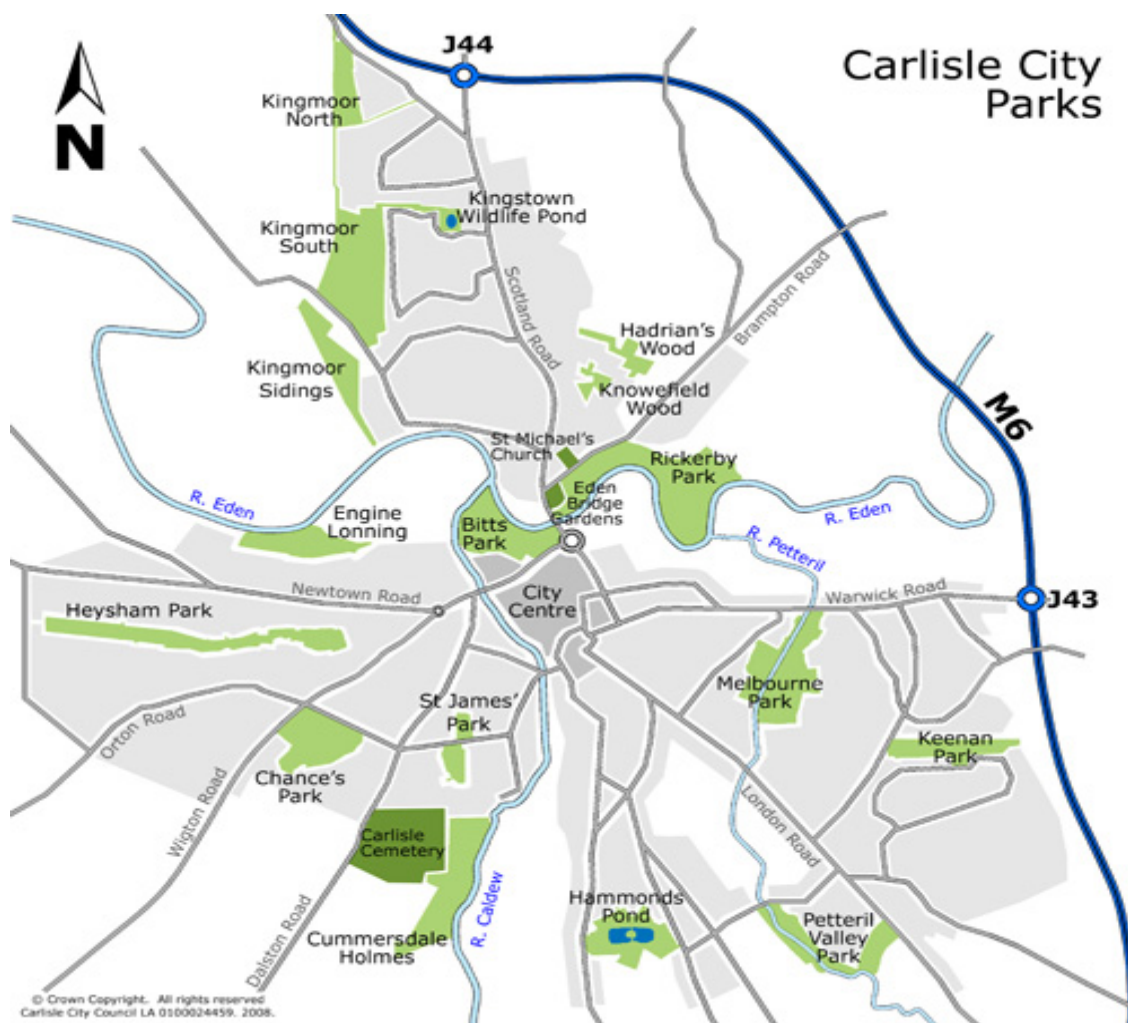 J44
Carlisle City
Parks
N
Kingmoor
North
Kingstown
Wildlife Pond
Kingmoor
South
Scotland Road
Brampton Road
Hadrian's
Wood
Kingmoor
Sidings
Knowefield
Wood
M6
St Michael's
Church
Rickerby
Park
Eden
Bridge
Gardens
R. Eden
Engine
Lonning
Bitts
Park
R. Eden
R. Petteril
Newtown Road
City
Centre
Warwick Road
J43
Heysham Park
Melbourne
Park
St James'
Park
Orton Road
Keenan
Park
Chance's
Park
Wigton Road
London Road
Carlisle
Cemetery
R. Caldew
Hammonds
Pond
Petteril
Valley
Park
Cummersdale
Holmes
Dalston Road
© Crown Copyright. All rights reserved
Carlisle City Council LA 0100024459. 2008.